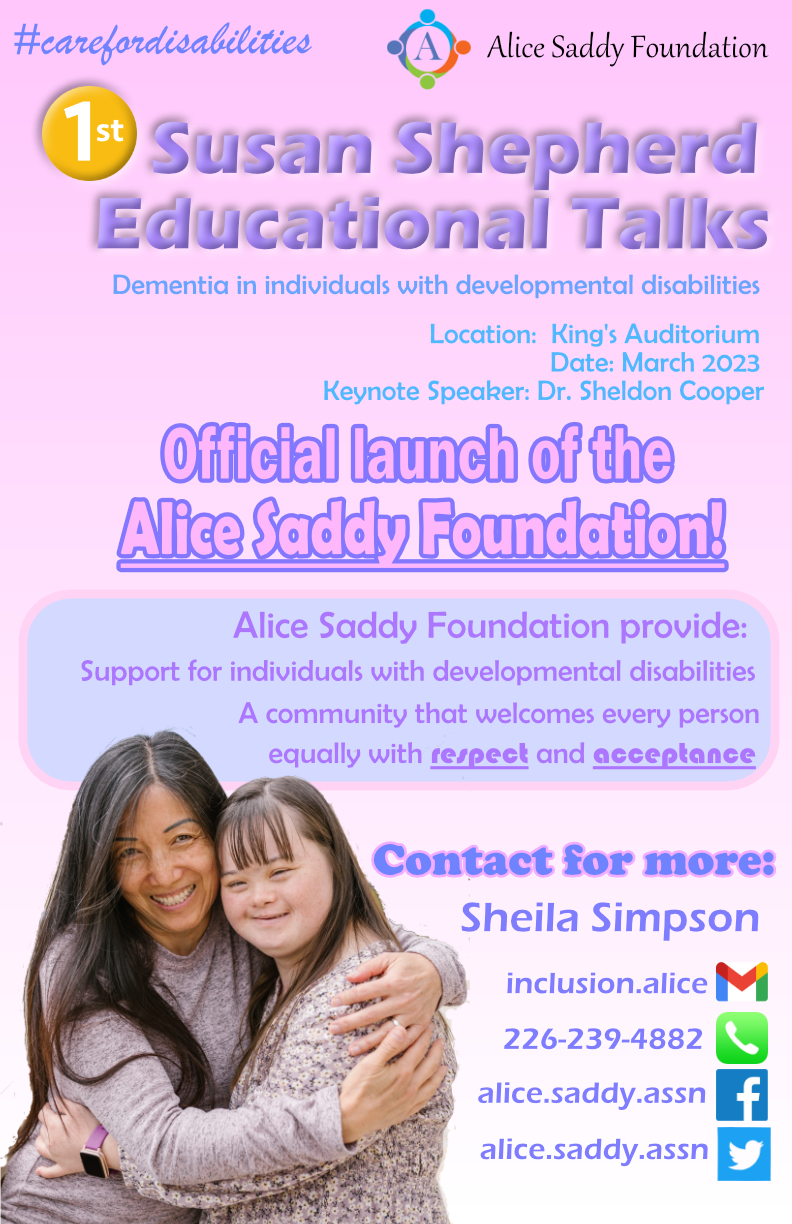 #carefordisabilities
A
Alice Saddy Foundation
1st
Susan Shepherd
Educational Talks
Dementia in individuals with developmental disabilities
Location: King's Auditorium
Date: March 2023
Keynote Speaker: Dr. Sheldon Cooper
Official launch of the
Alice Saddy Foundation!
Alice Saddy Foundation provide:
Support for individuals with developmental disabilities
A community that welcomes every person
equally with respect and acceptance
Contact for more:
Sheila Simpson
inclusion.alice
226-239-4882
alice.saddy.assn
alice.saddy.assn